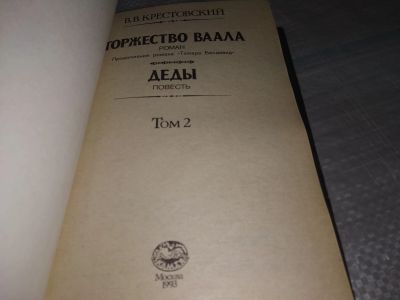 В.В.КРЕСТОВСКИЙ
ТОРЖЕСТВО ВААЛА
РОМАН
Продолжение романа «Тамара Бендавид»
ДЕДЫ
ПОВЕСТЬ
Том 2
Москва
1993